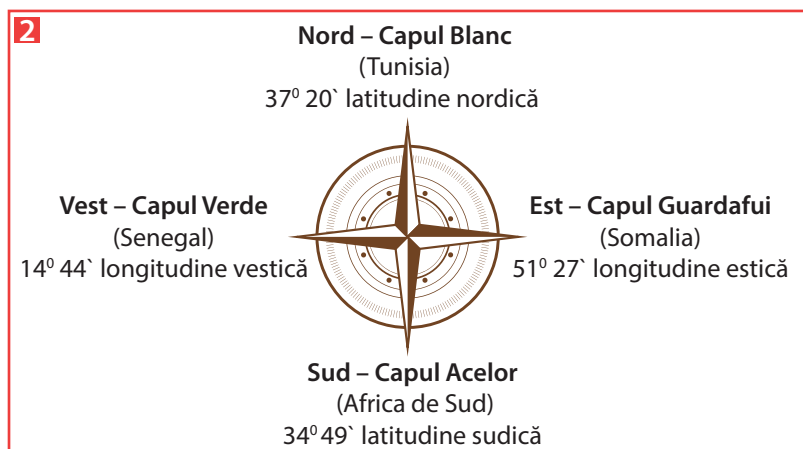 2
Nord – Capul Blanc
(Tunisia)
37⁰ 20` latitudine nordică
Vest – Capul Verde
(Senegal)
14⁰ 44` longitudine vestică
Est – Capul Guardafui
(Somalia)
51⁰ 27` longitudine estică
Sud – Capul Acelor
(Africa de Sud)
34⁰ 49` latitudine sudică